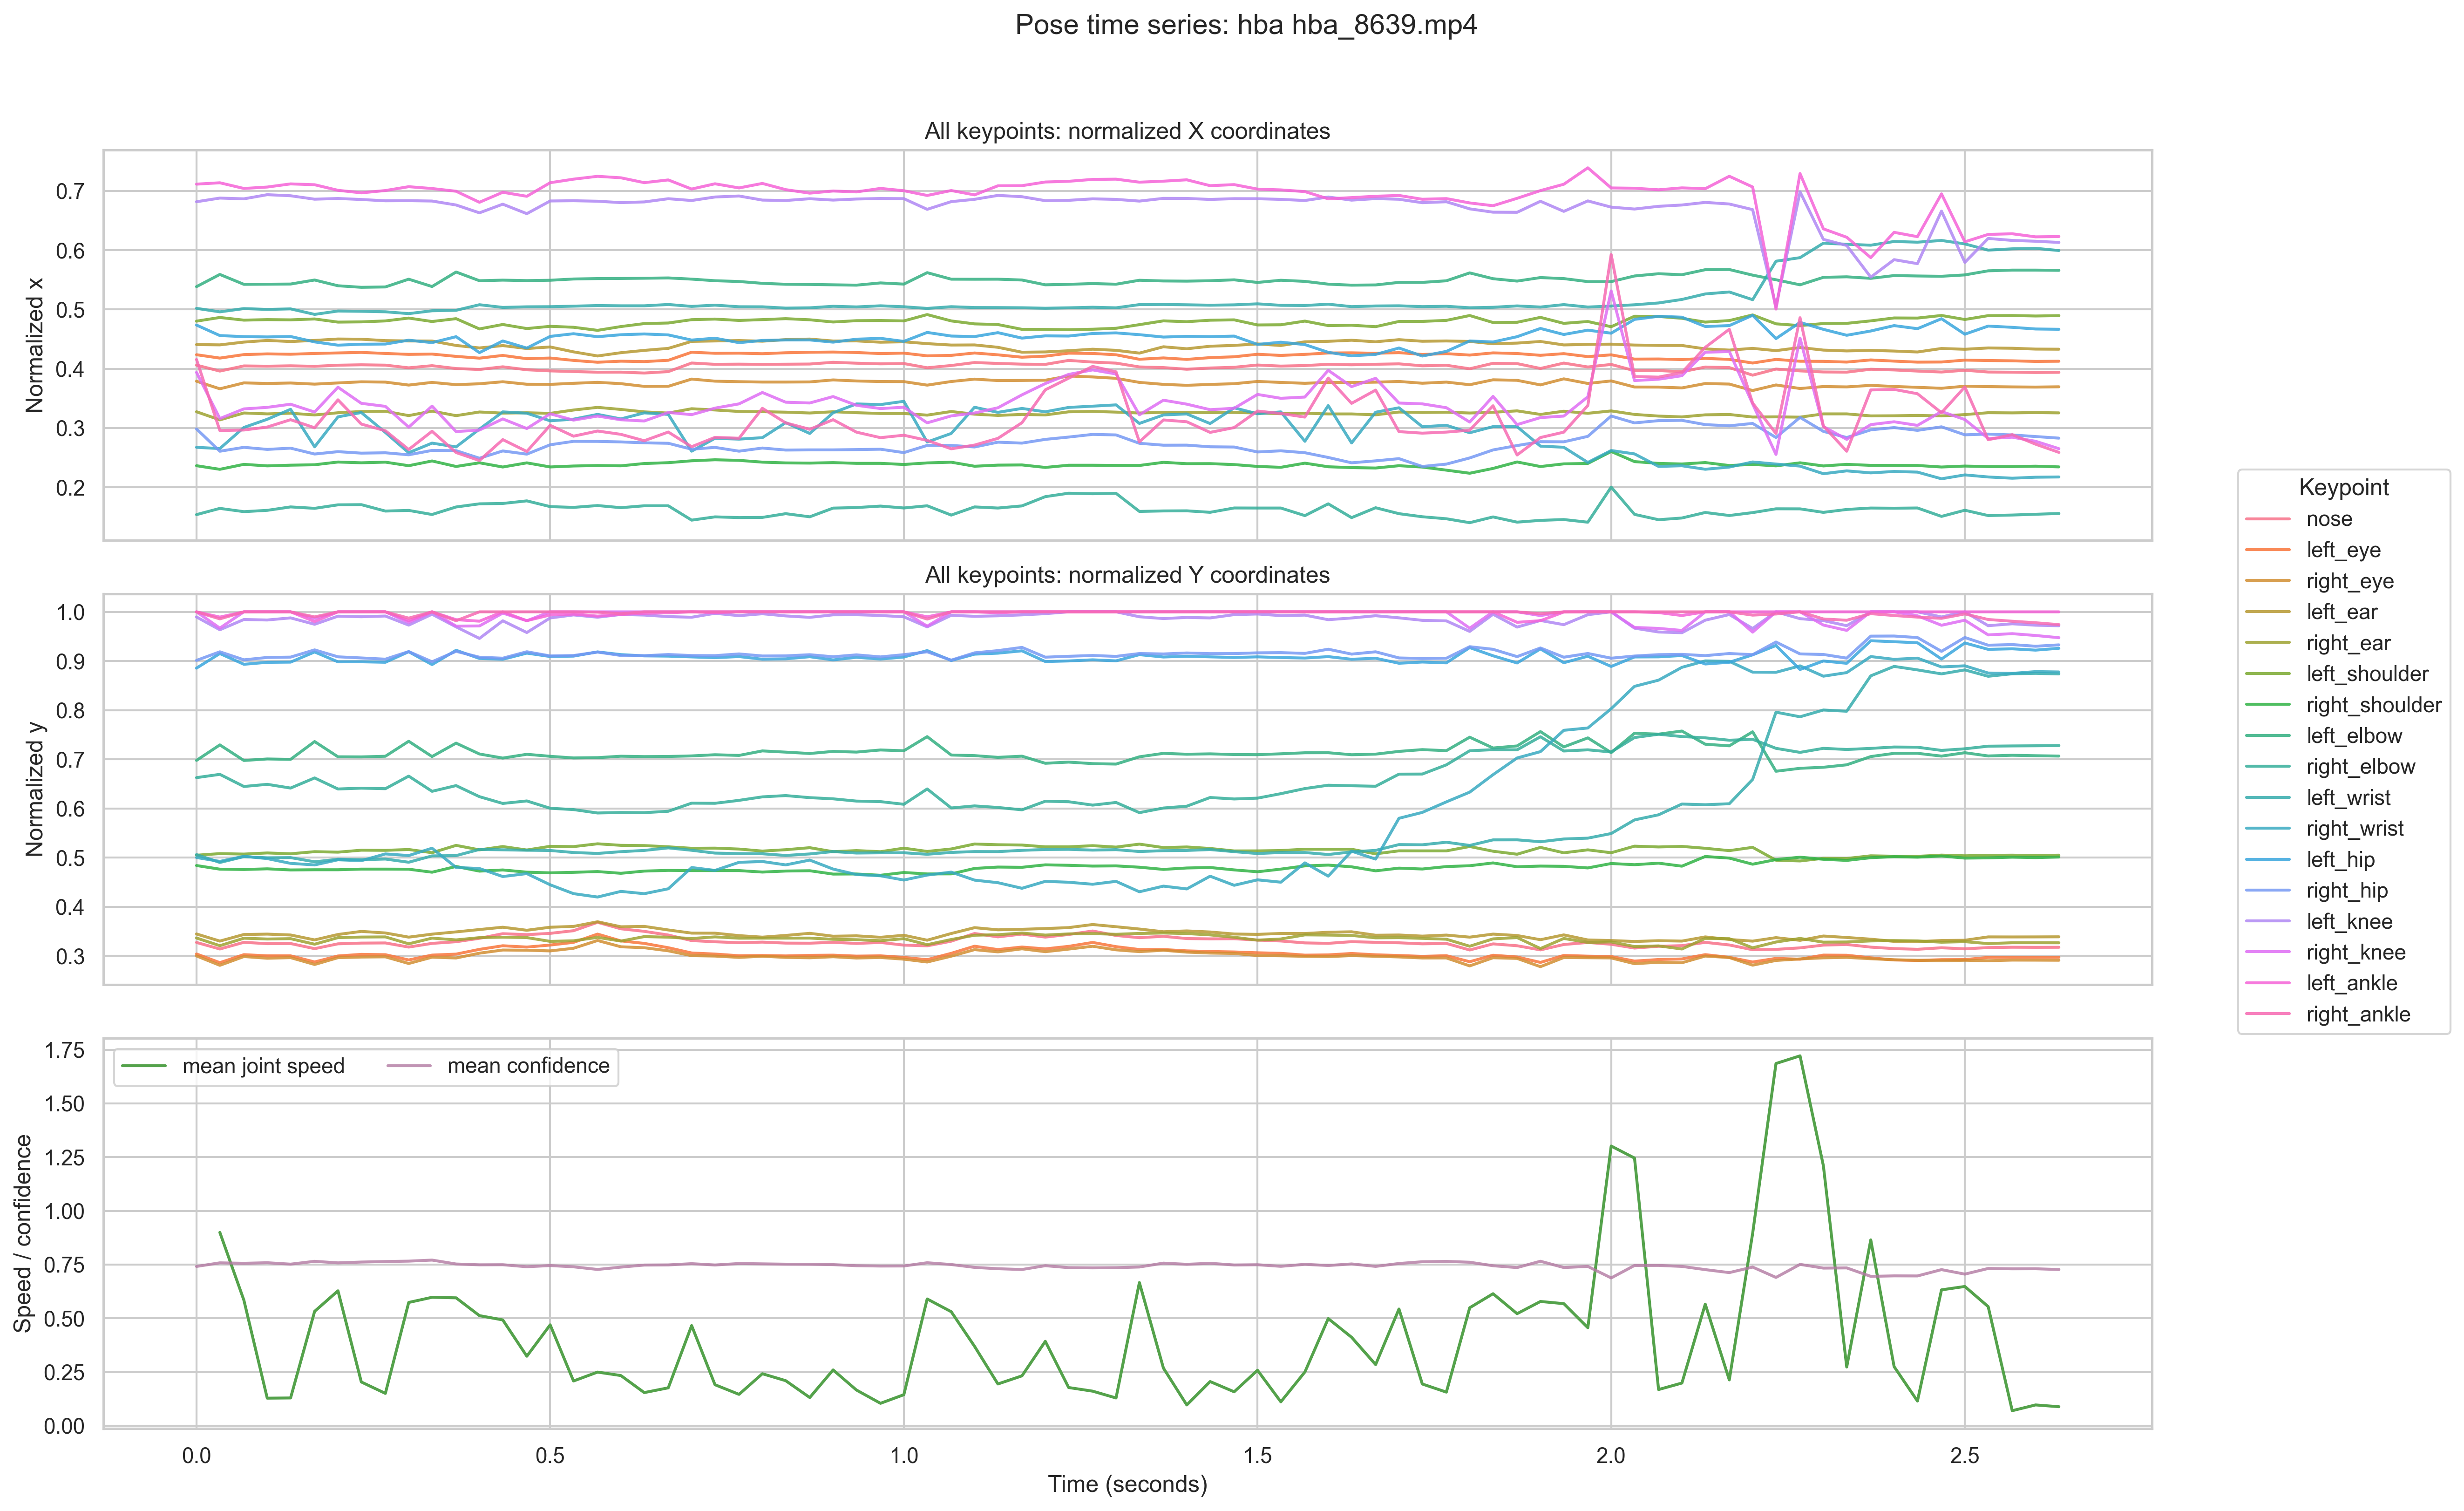 Pose time series: hba hba_8639.mp4
All keypoints: normalized X coordinates
Normalized x
0.7
0.6
0.5
0.4
0.3
0.2
All keypoints: normalized Y coordinates
Normalized y
1.0
0.9
0.8
0.7
0.6
0.5
0.4
0.3
Keypoint
nose
left_eye
right_eye
left_ear
right_ear
left_shoulder
right_shoulder
left_elbow
right_elbow
left_wrist
right_wrist
left_hip
right_hip
left_knee
right_knee
left_ankle
right_ankle
mean joint speed mean confidence
Speed / confidence
1.75
1.50
1.25
1.00
0.75
0.50
0.25
0.00
0.0 0.5 1.0 1.5 2.0 2.5
Time (seconds)